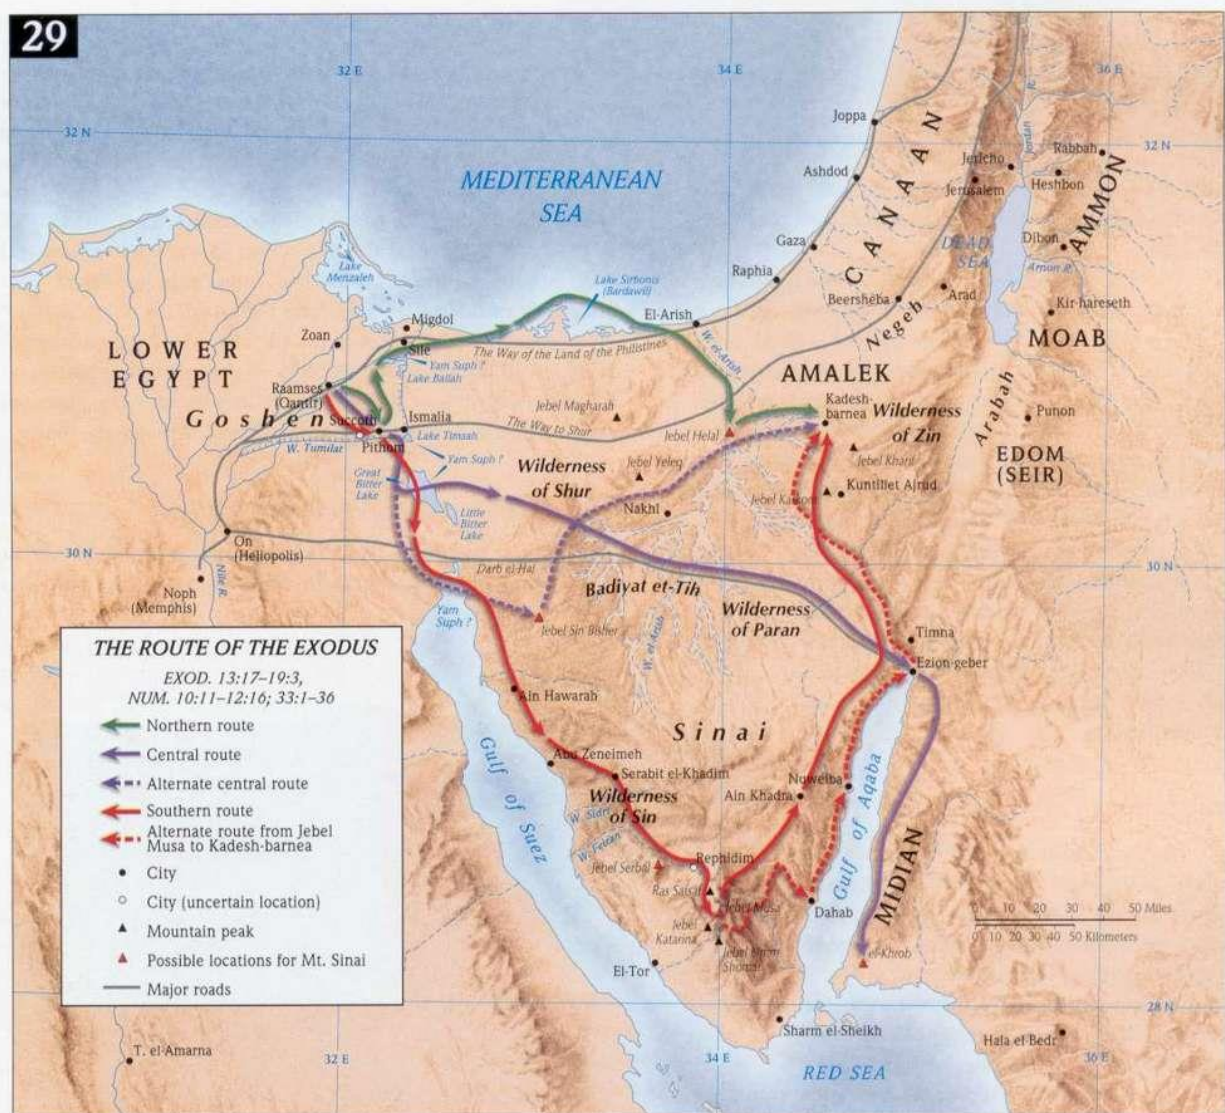 29
32 E
34 E
36 E
32 N
32 N
MEDITERRANEAN
SEA
Joppa
Ashdod
Gaza
Raphia
El-Arish
CANAAN
Jericho
Jerusalem
Jordan R.
Rabbah
Heshbon
AMMON
Dibon
DEAD
SEA
Arnon R.
Beersheba
Arad
Kir-hareseth
MOAB
Negeb
Lake
Menzaleh
Lake Sirbonis
(Bardawil)
Zoan
Migdol
Sile
The Way of the Land of the Philistines
W. el-Arish
LOWER
EGYPT
Yam Suph ?
Lake Ballah
Raamses
(Qantir)
Goshen
Succoth
Ismalia
Pithom
W. Tumilat
Lake Timsah
Yam Suph ?
Great
Bitter
Lake
Little
Bitter
Lake
Jebel Magharah
The Way to Shur
Jebel Helal
AMALEK
Kadesh-
barnea
Wilderness
of Zin
Arabah
Punon
EDOM
(SEIR)
Jebel Kharif
Kuntillet Ajrud
Wilderness
of Shur
Jebel Yeleq
Nakhl
On
(Heliopolis)
30 N
30 N
Noph
(Memphis)
Nile R.
Darb el-Haj
Badiyat et-Tih
Wilderness
of Paran
Yam
Suph ?
Jebel Sin Bisher
W. el-Arish
Timna
Ezion-geber
THE ROUTE OF THE EXODUS
EXOD. 13:17–19:3,
NUM. 10:11–12:16; 33:1–36
Northern route
Central route
Alternate central route
Southern route
Alternate route from Jebel
Musa to Kadesh-barnea
City
City (uncertain location)
Mountain peak
Possible locations for Mt. Sinai
Major roads
Ain Hawarah
Sinai
Abu Zeneimeh
Serabit el-Khadim
Wilderness
of Sin
Gulf of Suez
W. Sidri
W. Feiran
Ain Khadra
Nuweiba
Gulf of Aqaba
MIDIAN
Jebel Serbal
Rephidim
Ras Safsaf
Jebel Musa
Jebel
Katarina
Dahab
El-Tor
el-Khrob
0 10 20 30 40 50 Miles
0 10 20 30 40 50 Kilometers
28 N
Sharm el-Sheikh
Hala el-Bedr
T. el-Amarna
32 E
34 E
36 E
RED SEA